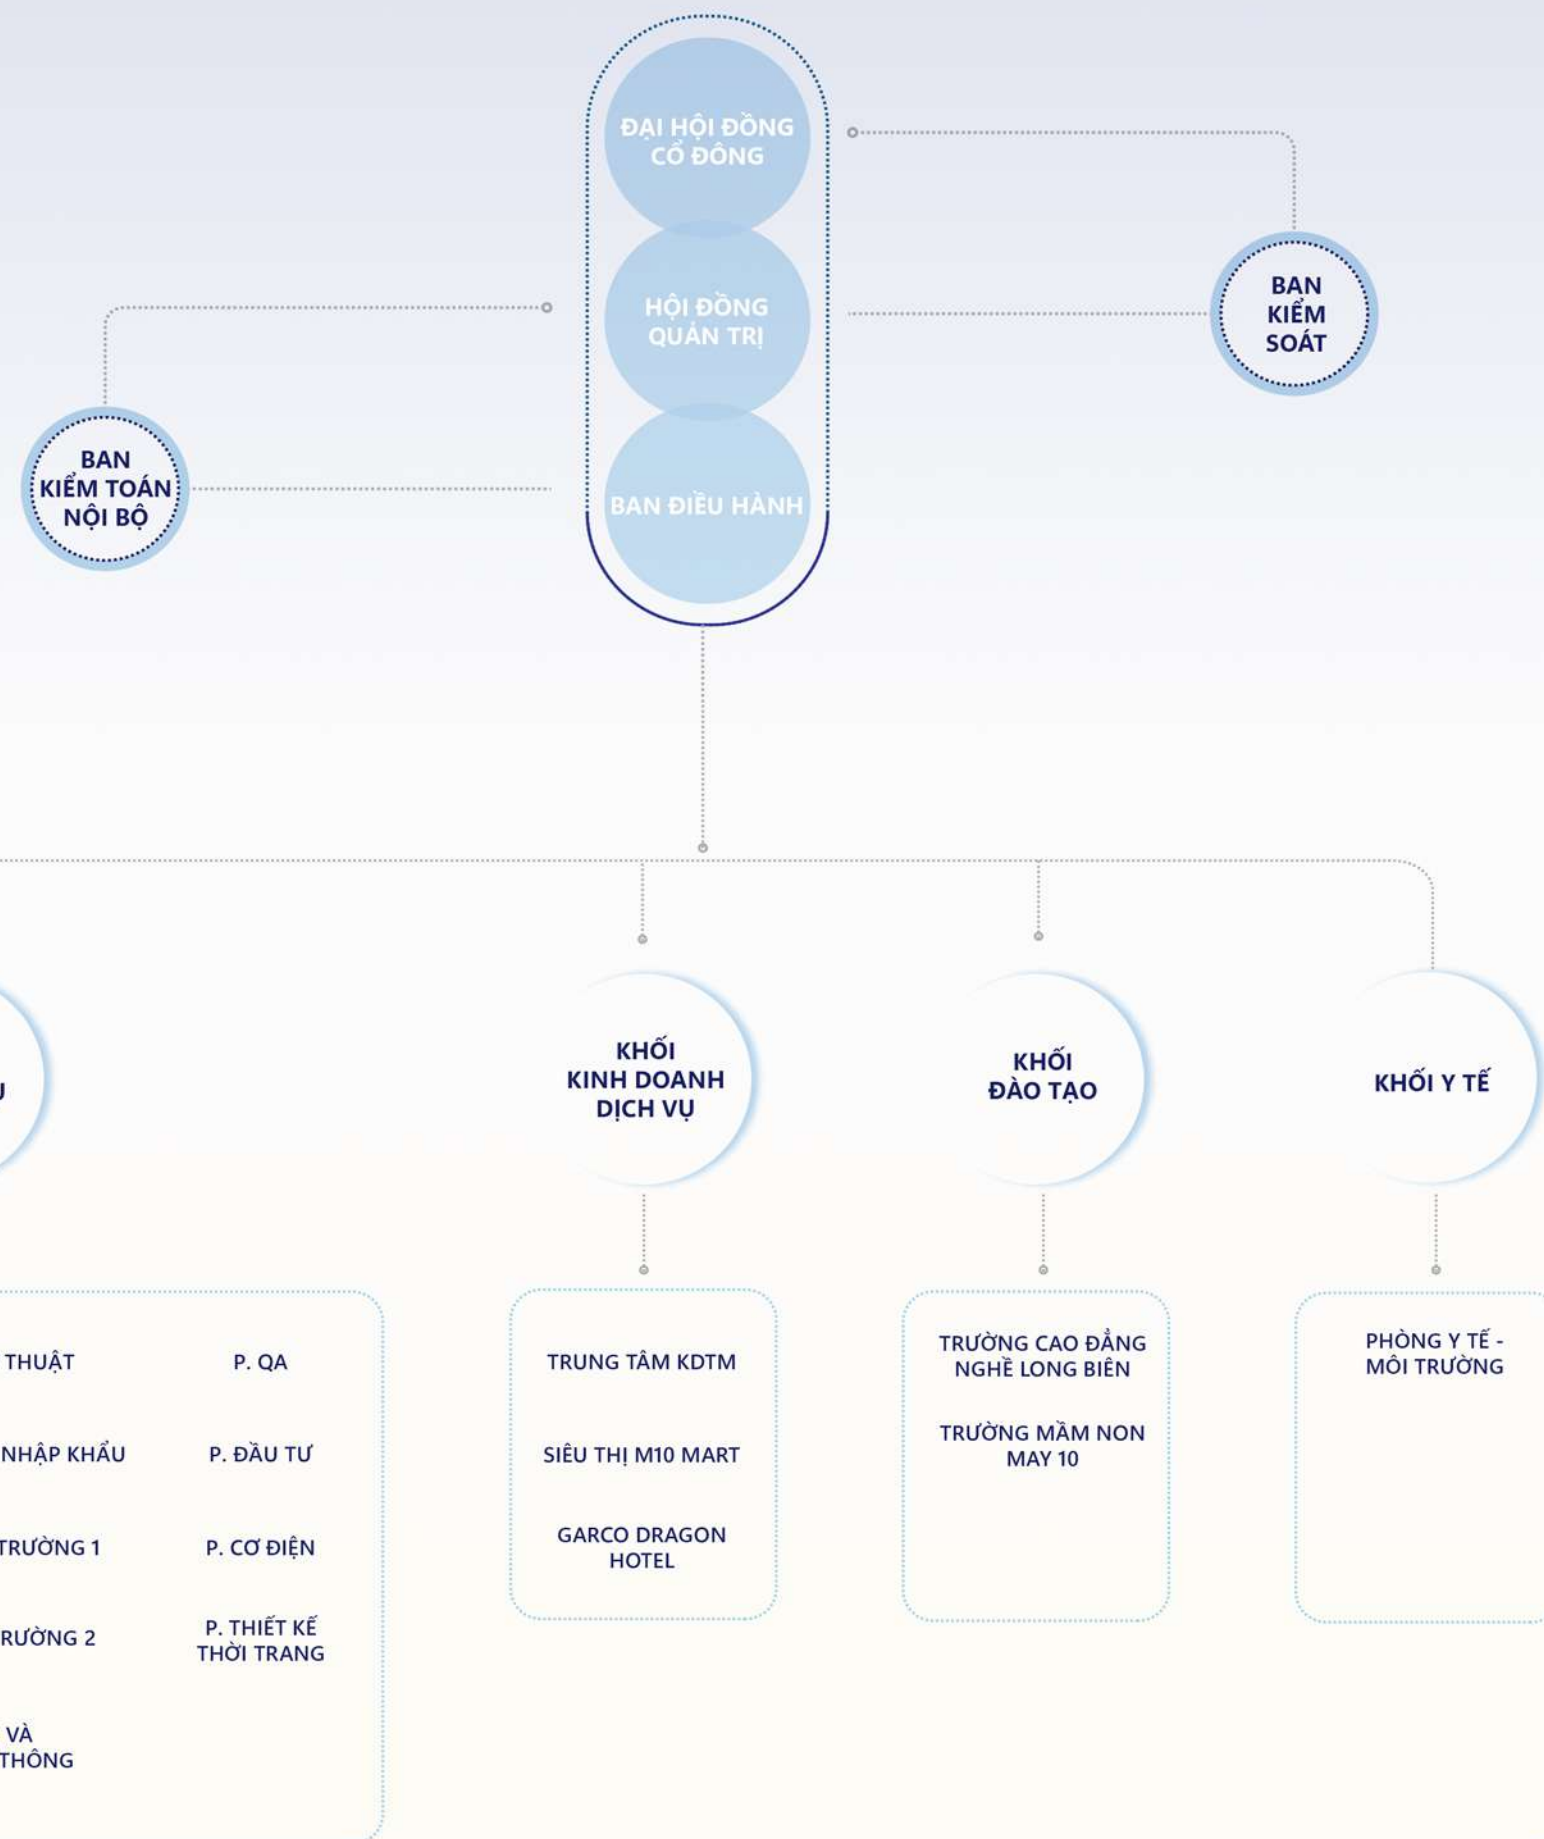 ĐẠI HỘI ĐỒNG
CỔ ĐÔNG
HỘI ĐỒNG
QUẢN TRỊ
BAN
KIỂM
SOÁT
BAN
KIỂM TOÁN
NỘI BỘ
BAN ĐIỀU HÀNH
KHỐI
KINH DOANH
DỊCH VỤ
KHỐI
ĐÀO TẠO
KHỐI Y TẾ
THUẬT
NHẬP KHẨU
TRƯỜNG 1
RƯỜNG 2
VÀ
THÔNG
P. QA
P. ĐẦU TƯ
P. CƠ ĐIỆN
P. THIẾT KẾ
THỜI TRANG
TRUNG TÂM KDTM
SIÊU THỊ M10 MART
GARCO DRAGON
HOTEL
TRƯỜNG CAO ĐẲNG
NGHỀ LONG BIÊN
TRƯỜNG MẦM NON
MAY 10
PHÒNG Y TẾ -
MÔI TRƯỜNG